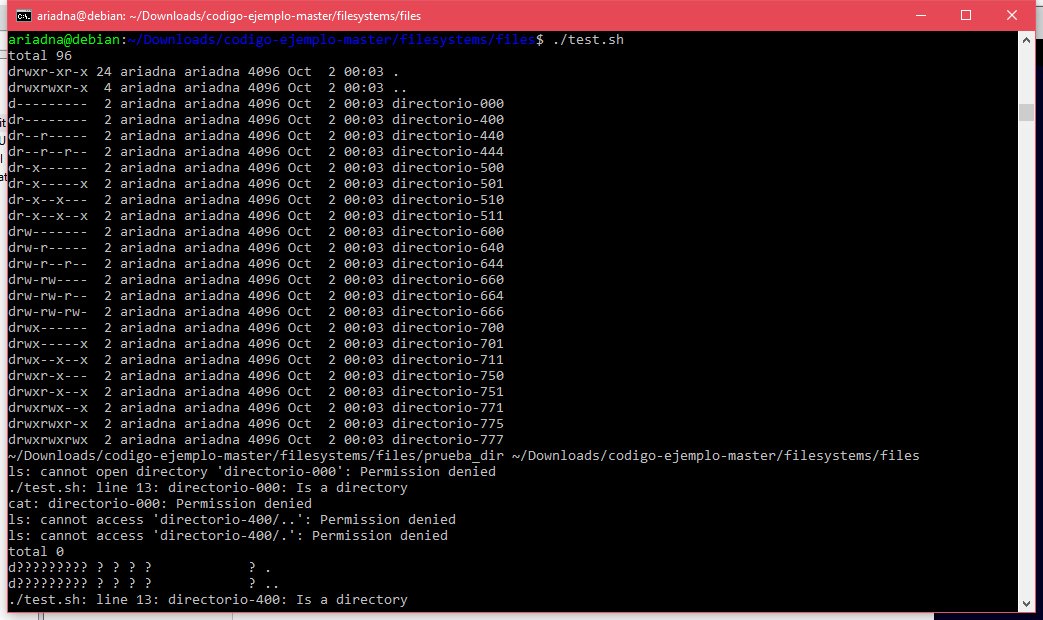 ariadna@debian: ~/Downloads/codigo-ejemplo-master/filesystems/files
ariadna@debian:~/Downloads/codigo-ejemplo-master/filesystems/files$ ./test.sh
total 96
drwxr-xr-x 24 ariadna ariadna 4096 Oct  2 00:03 .
drwxrwxr-x  4 ariadna ariadna 4096 Oct  2 00:03 ..
d---------  2 ariadna ariadna 4096 Oct  2 00:03 directorio-000
dr--------  2 ariadna ariadna 4096 Oct  2 00:03 directorio-400
dr--r-----  2 ariadna ariadna 4096 Oct  2 00:03 directorio-440
dr--r--r--  2 ariadna ariadna 4096 Oct  2 00:03 directorio-444
dr-x------  2 ariadna ariadna 4096 Oct  2 00:03 directorio-500
dr-x-----x  2 ariadna ariadna 4096 Oct  2 00:03 directorio-501
dr-x--x---  2 ariadna ariadna 4096 Oct  2 00:03 directorio-510
dr-x--x--x  2 ariadna ariadna 4096 Oct  2 00:03 directorio-511
drw-------  2 ariadna ariadna 4096 Oct  2 00:03 directorio-600
drw-r-----  2 ariadna ariadna 4096 Oct  2 00:03 directorio-640
drw-r--r--  2 ariadna ariadna 4096 Oct  2 00:03 directorio-644
drw-rw----  2 ariadna ariadna 4096 Oct  2 00:03 directorio-660
drw-rw-r--  2 ariadna ariadna 4096 Oct  2 00:03 directorio-664
drw-rw-rw-  2 ariadna ariadna 4096 Oct  2 00:03 directorio-666
drwx------  2 ariadna ariadna 4096 Oct  2 00:03 directorio-700
drwx-----x  2 ariadna ariadna 4096 Oct  2 00:03 directorio-701
drwx--x--x  2 ariadna ariadna 4096 Oct  2 00:03 directorio-711
drwxr-x---  2 ariadna ariadna 4096 Oct  2 00:03 directorio-750
drwxr-x--x  2 ariadna ariadna 4096 Oct  2 00:03 directorio-751
drwxrwx--x  2 ariadna ariadna 4096 Oct  2 00:03 directorio-771
drwxrwxr-x  2 ariadna ariadna 4096 Oct  2 00:03 directorio-775
drwxrwxrwx  2 ariadna ariadna 4096 Oct  2 00:03 directorio-777
~/Downloads/codigo-ejemplo-master/filesystems/files/prueba_dir ~/Downloads/codigo-ejemplo-master/filesystems/files
ls: cannot open directory 'directorio-000': Permission denied
./test.sh: line 13: directorio-000: Is a directory
cat: directorio-000: Permission denied
ls: cannot access 'directorio-400/..': Permission denied
ls: cannot access 'directorio-400/.': Permission denied
total 0
d????????? ? ? ? ?            ? .
d????????? ? ? ? ?            ? ..
./test.sh: line 13: directorio-400: Is a directory